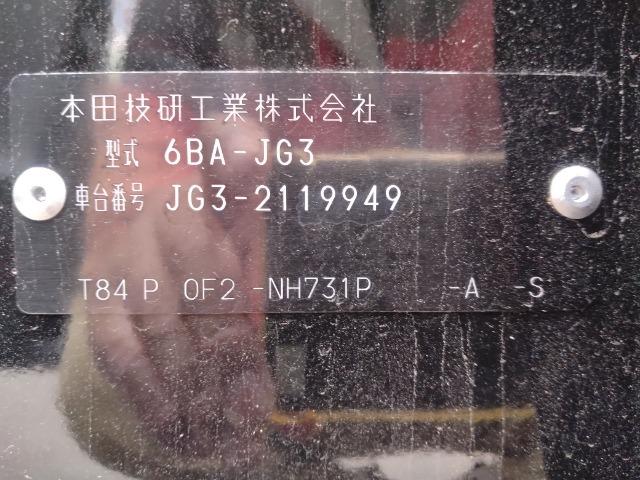 本田技研工業株式会社
型式 6BA-JG3
車台番号 JG3-2119949
T84 P 0F2 -NH731P -A -S